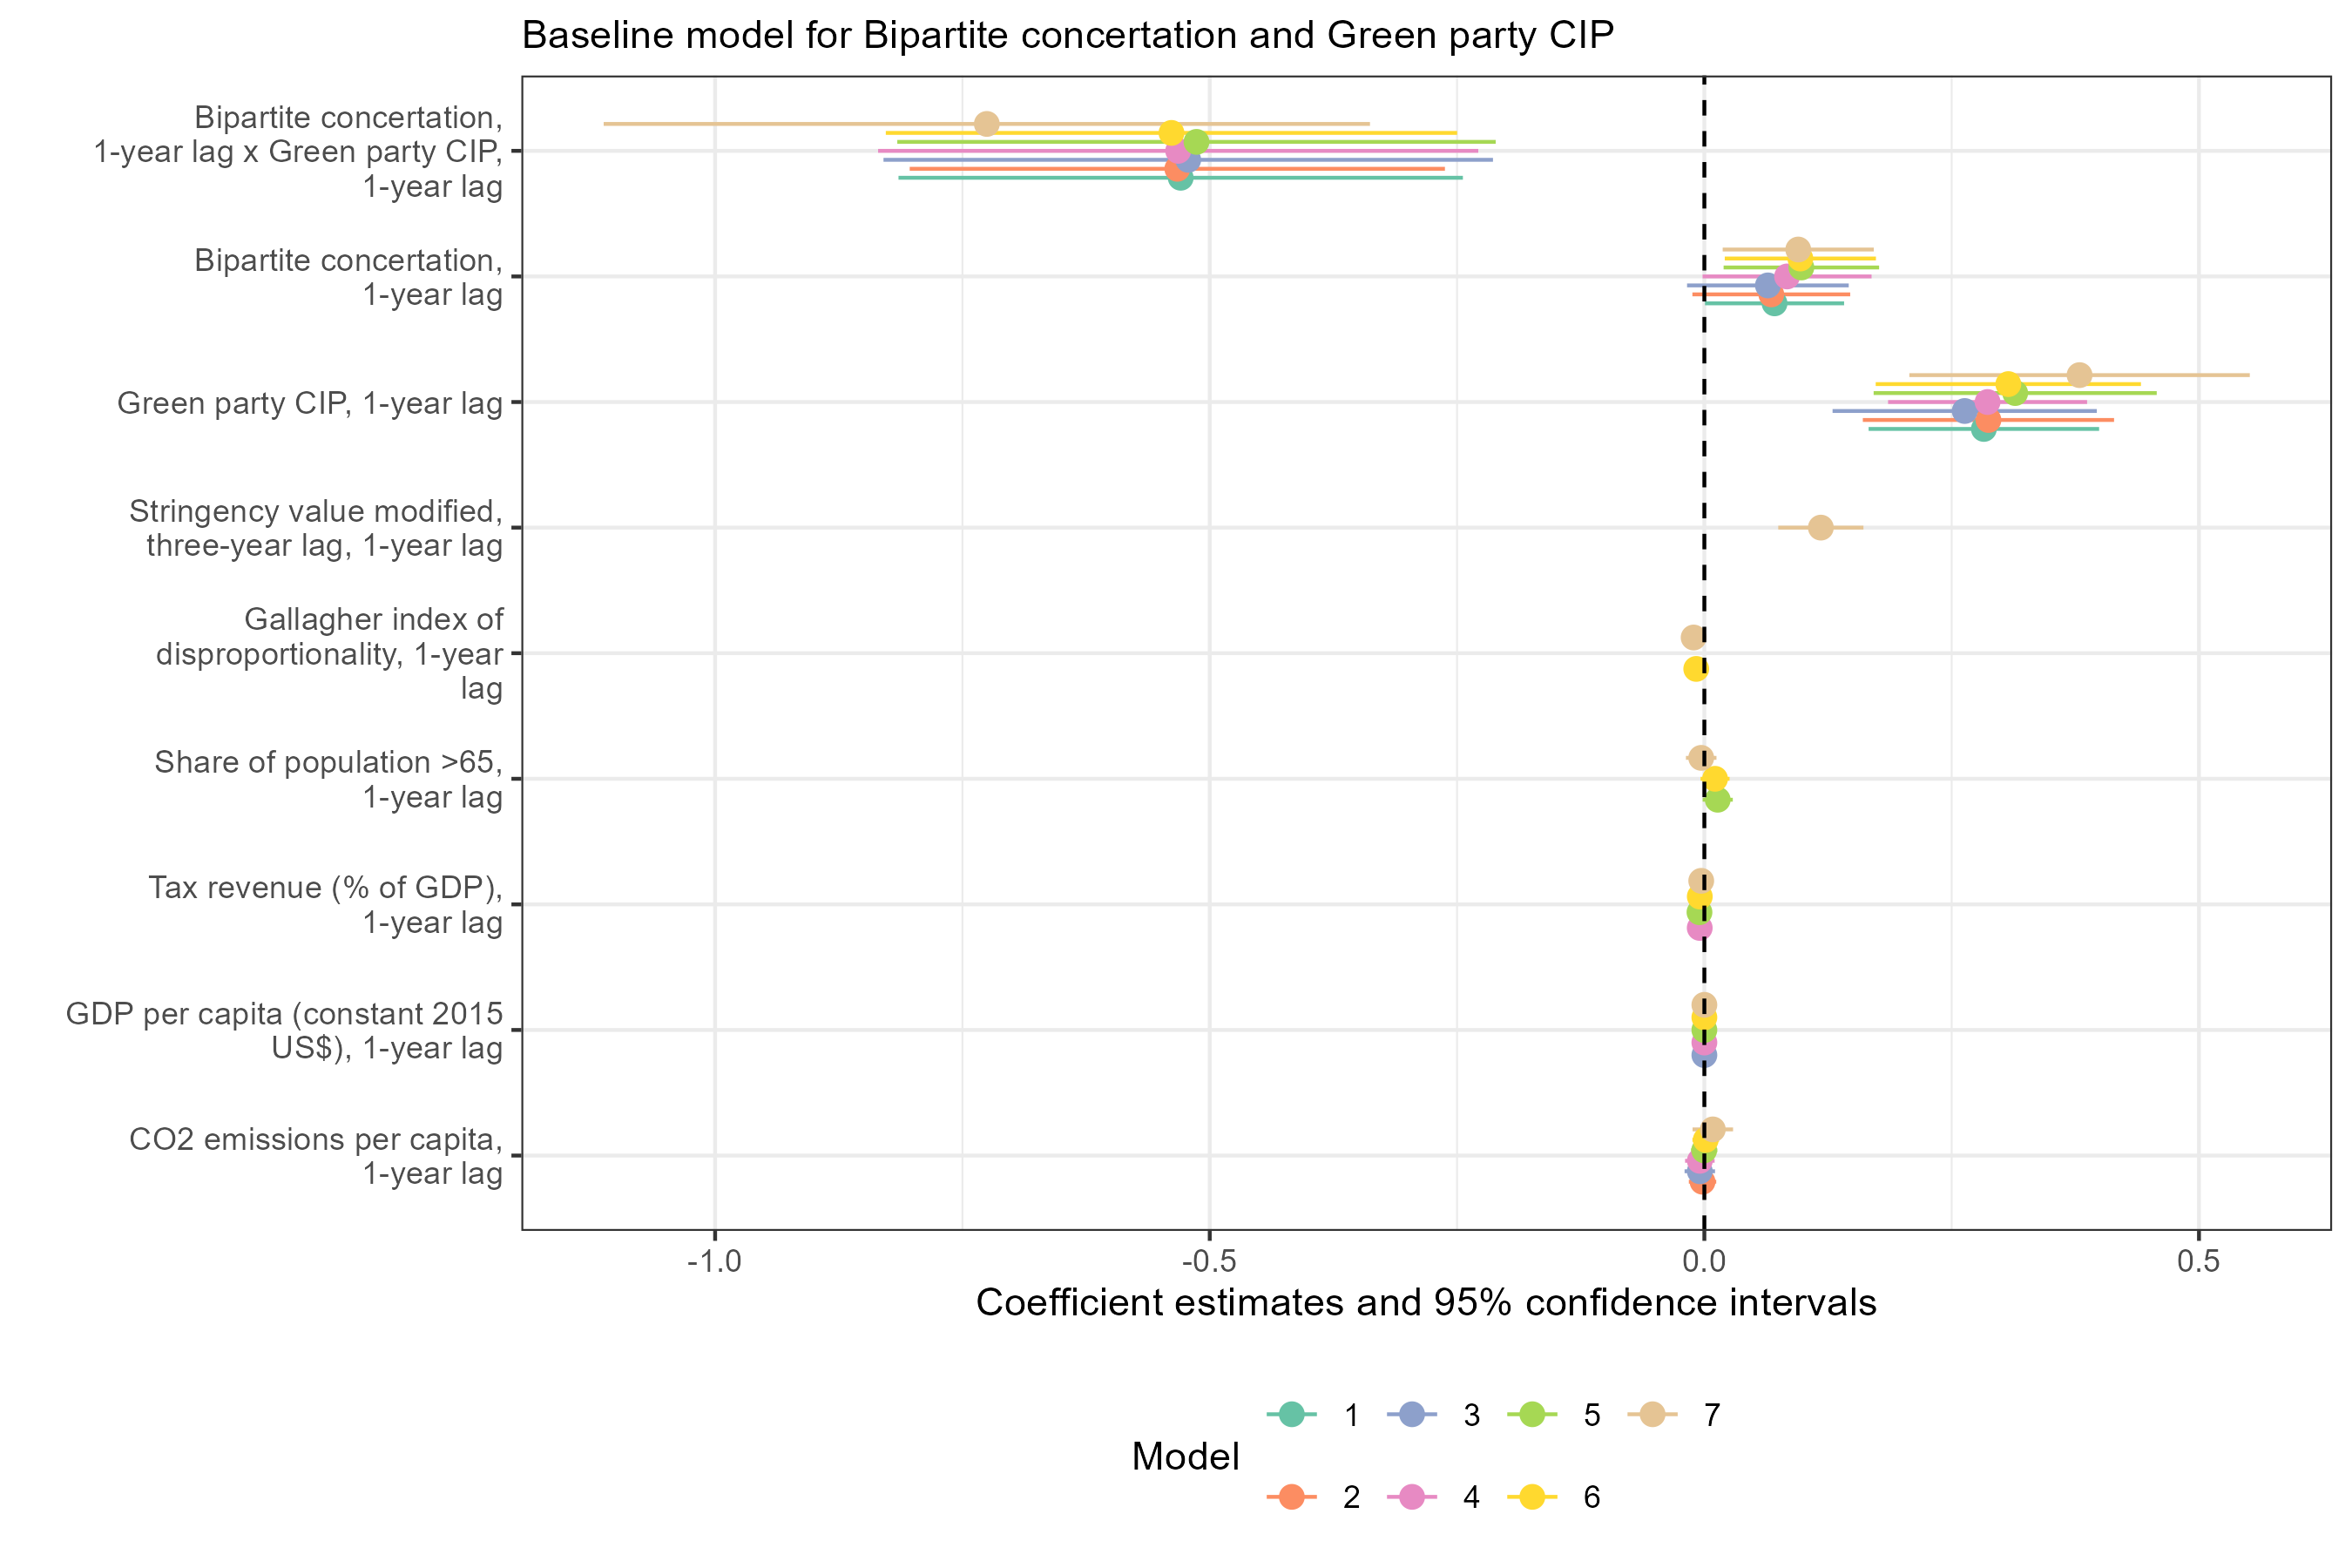 Baseline model for Bipartite concertation and Green party CIP
Bipartite concertation,
1-year lag x Green party CIP,
1-year lag
Bipartite concertation,
1-year lag
Green party CIP, 1-year lag
Stringency value modified,
three-year lag, 1-year lag
Gallagher index of
disproportionality, 1-year
lag
Share of population >65,
1-year lag
Tax revenue (% of GDP),
1-year lag
GDP per capita (constant 2015
US$), 1-year lag
CO2 emissions per capita,
1-year lag
-1.0 -0.5 0.0 0.5
Coefficient estimates and 95% confidence intervals
Model
1 3 5 7
2 4 6